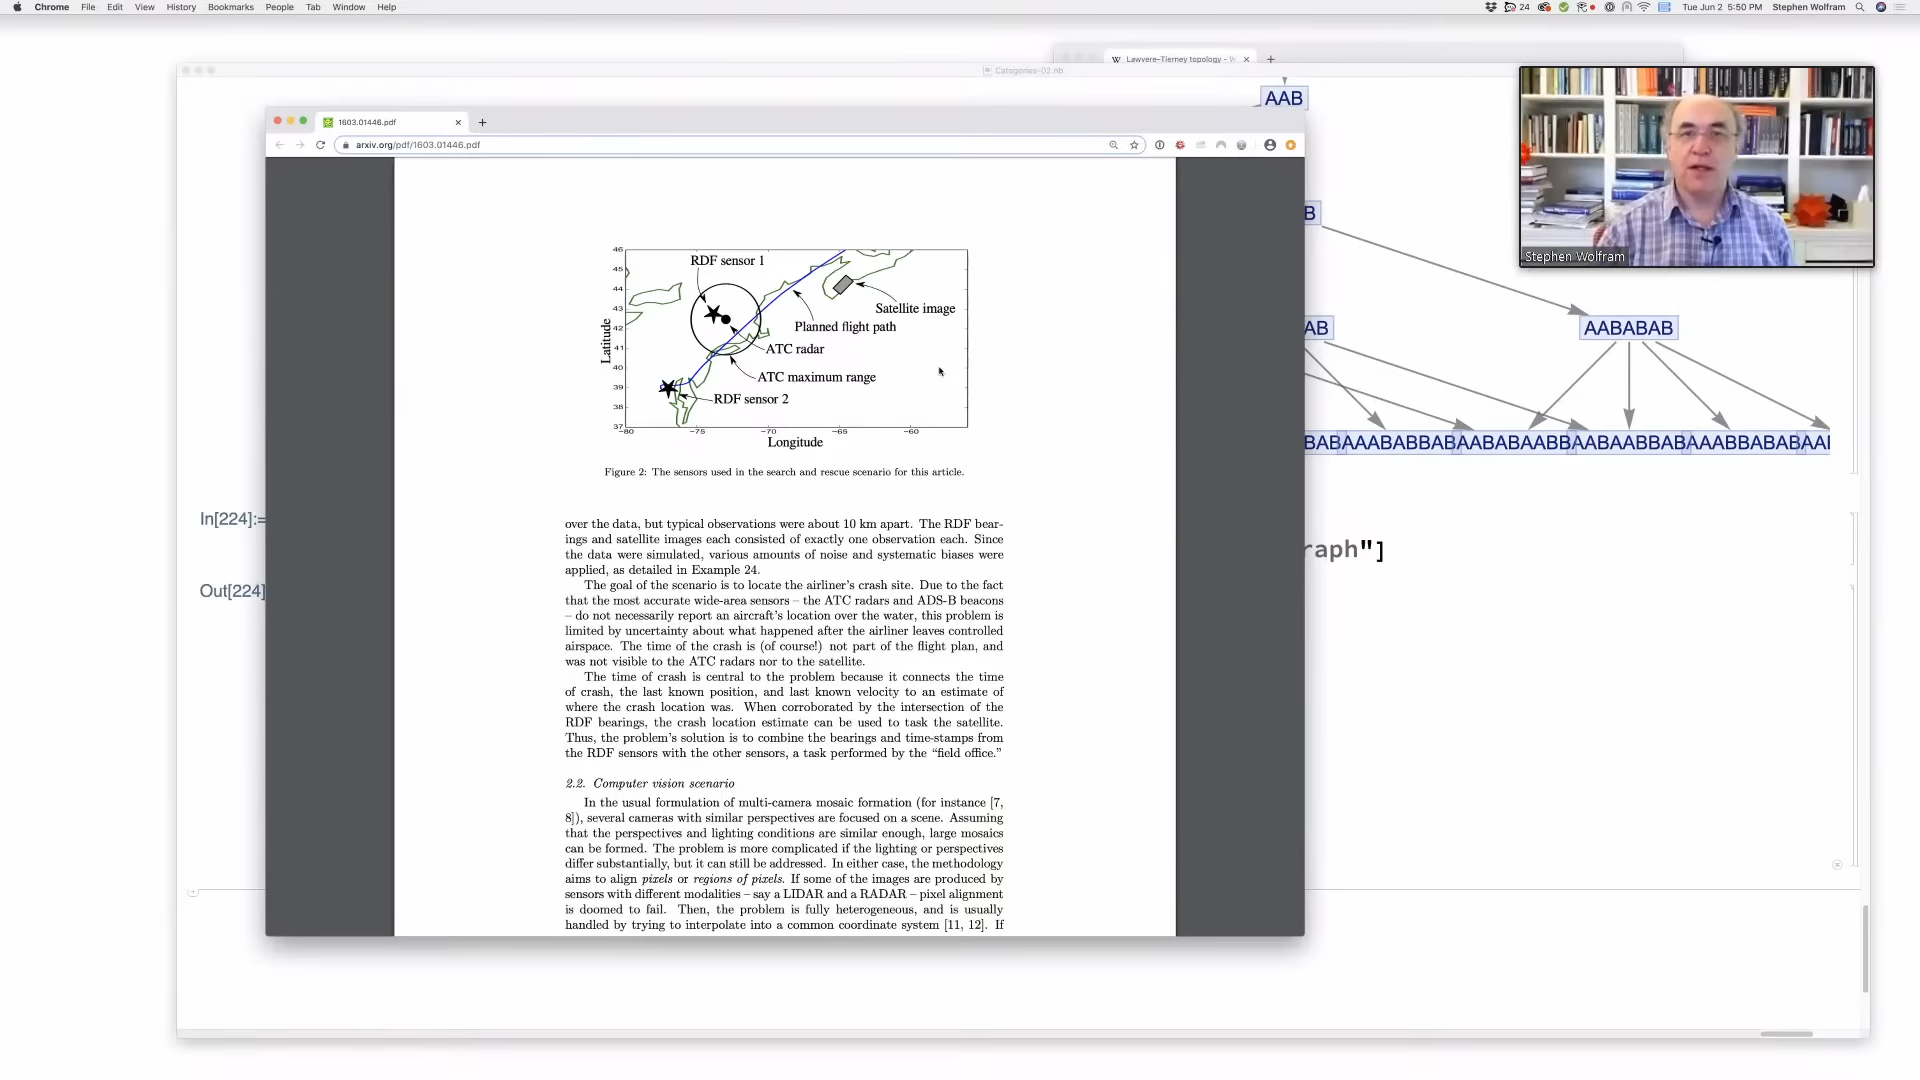 Chrome File Edit View History Bookmarks People Tab Window Help
24 Tue Jun 2 5:50 PM Stephen Wolfram
Lawvere–Tierney topology - W
Categories-02.nb
AAB
1603.01446.pdf
arxiv.org/pdf/1603.01446.pdf
Stephen Wolfram
B
AB
AABABAB
BABAAABABBABAABABAABBAABAABBABAAABBABABAAI
In[224]:=
raph"]
Out[224]
46
45
44
43
42
41
40
39
38
37
Latitude
RDF sensor 1
Satellite image
Planned flight path
ATC radar
ATC maximum range
RDF sensor 2
−80 −75 −70 −65 −60
Longitude
Figure 2: The sensors used in the search and rescue scenario for this article.
over the data, but typical observations were about 10 km apart. The RDF bear-
ings and satellite images each consisted of exactly one observation each. Since
the data were simulated, various amounts of noise and systematic biases were
applied, as detailed in Example 24.
The goal of the scenario is to locate the airliner's crash site. Due to the fact
that the most accurate wide-area sensors – the ATC radars and ADS-B beacons
– do not necessarily report an aircraft's location over the water, this problem is
limited by uncertainty about what happened after the airliner leaves controlled
airspace. The time of the crash is (of course!) not part of the flight plan, and
was not visible to the ATC radars nor to the satellite.
The time of crash is central to the problem because it connects the time
of crash, the last known position, and last known velocity to an estimate of
where the crash location was. When corroborated by the intersection of the
RDF bearings, the crash location estimate can be used to task the satellite.
Thus, the problem's solution is to combine the bearings and time-stamps from
the RDF sensors with the other sensors, a task performed by the “field office.”
2.2. Computer vision scenario
In the usual formulation of multi-camera mosaic formation (for instance [7,
8]), several cameras with similar perspectives are focused on a scene. Assuming
that the perspectives and lighting conditions are similar enough, large mosaics
can be formed. The problem is more complicated if the lighting or perspectives
differ substantially, but it can still be addressed. In either case, the methodology
aims to align pixels or regions of pixels. If some of the images are produced by
sensors with different modalities – say a LIDAR and a RADAR – pixel alignment
is doomed to fail. Then, the problem is fully heterogeneous, and is usually
handled by trying to interpolate into a common coordinate system [11, 12]. If